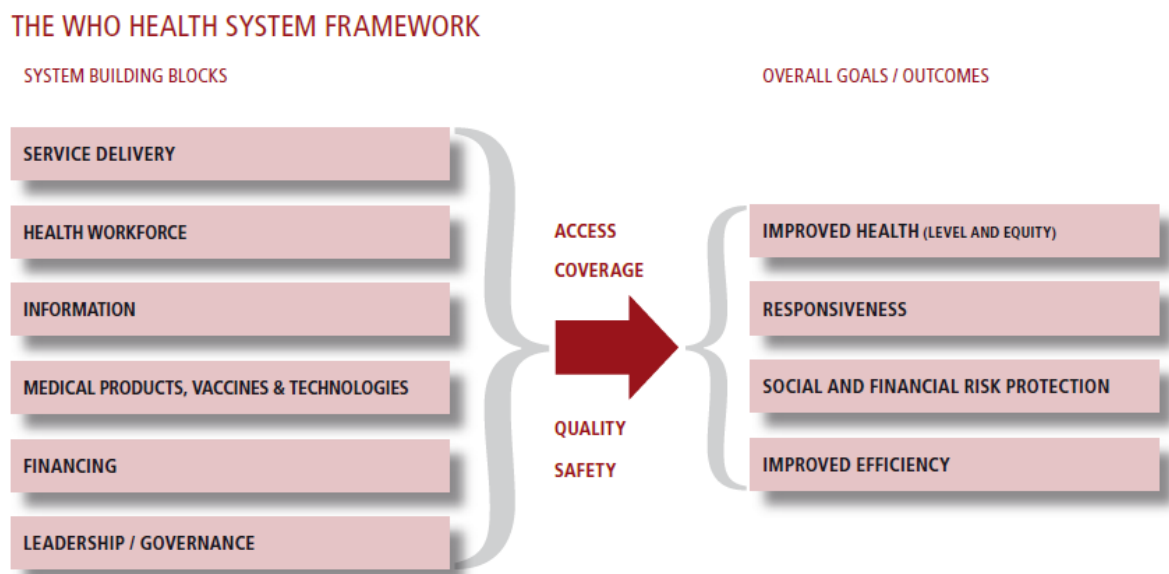 THE WHO HEALTH SYSTEM FRAMEWORK
SYSTEM BUILDING BLOCKS
OVERALL GOALS / OUTCOMES
SERVICE DELIVERY
HEALTH WORKFORCE
INFORMATION
MEDICAL PRODUCTS, VACCINES & TECHNOLOGIES
FINANCING
LEADERSHIP / GOVERNANCE
ACCESS
COVERAGE
QUALITY
SAFETY
IMPROVED HEALTH (LEVEL AND EQUITY)
RESPONSIVENESS
SOCIAL AND FINANCIAL RISK PROTECTION
IMPROVED EFFICIENCY